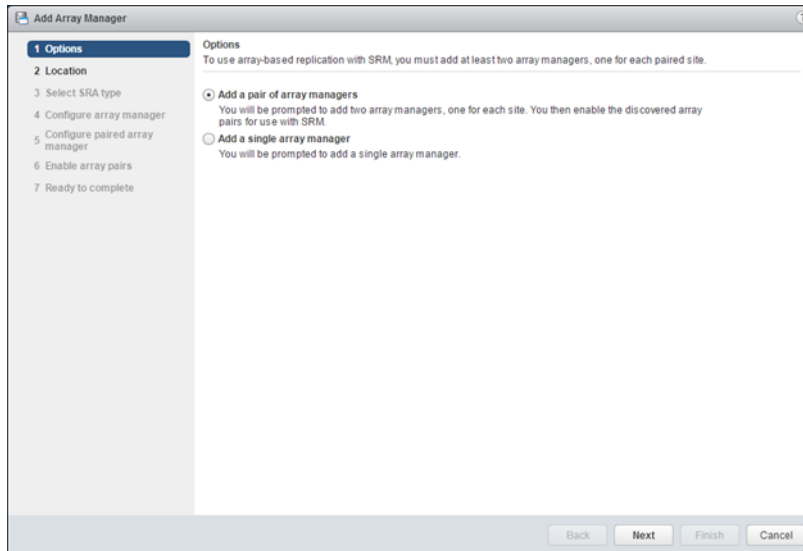 Add Array Manager
1 Options
2 Location
3 Select SRA type
4 Configure array manager
5 Configure paired array
manager
6 Enable array pairs
7 Ready to complete
Options
To use array-based replication with SRM, you must add at least two array managers, one for each paired site.
Add a pair of array managers
You will be prompted to add two array managers, one for each site. You then enable the discovered array
pairs for use with SRM.
Add a single array manager
You will be prompted to add a single array manager.
Back Next Finish Cancel